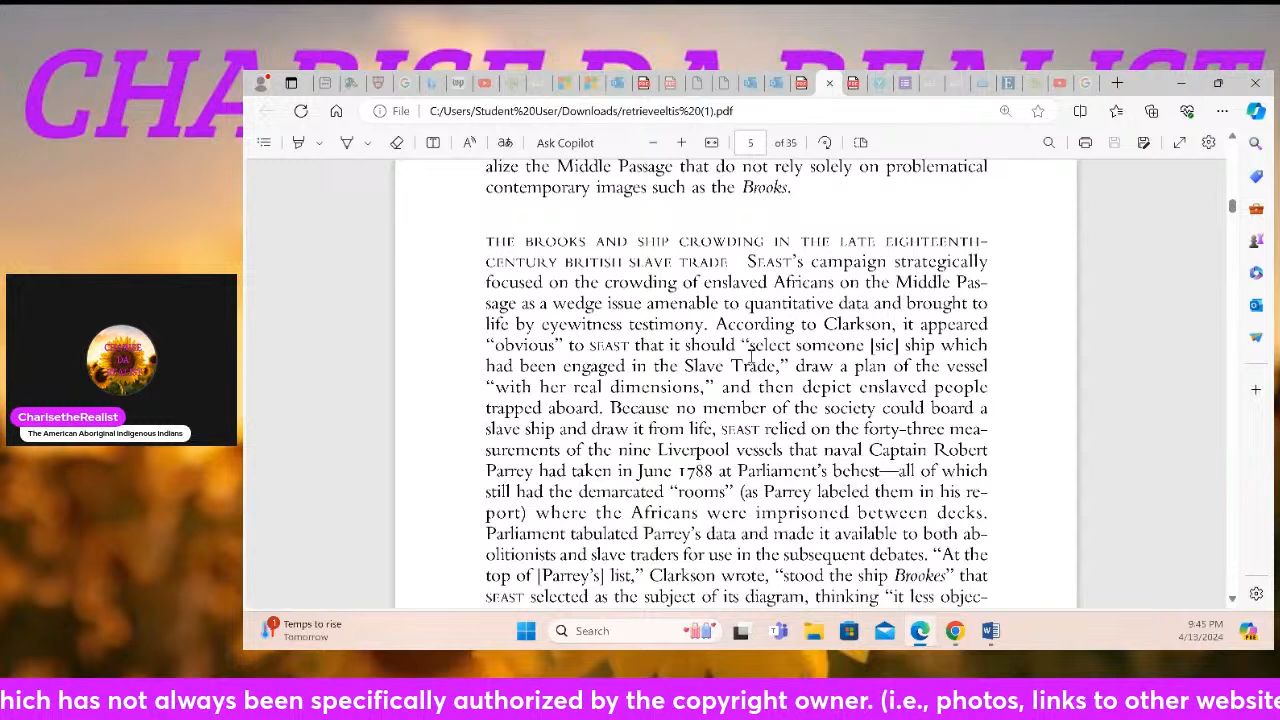 CHARISE DA REALIST
File
C:/Users/Student%20User/Downloads/retrieveeltis%20(1).pdf
Ask Copilot
5
of 35
alize the Middle Passage that do not rely solely on problematical
contemporary images such as the Brooks.
THE BROOKS AND SHIP CROWDING IN THE LATE EIGHTEENTH-
CENTURY BRITISH SLAVE TRADE SEAST's campaign strategically
focused on the crowding of enslaved Africans on the Middle Pas-
sage as a wedge issue amenable to quantitative data and brought to
life by eyewitness testimony. According to Clarkson, it appeared
“obvious” to SEAST that it should “select someone [sic] ship which
had been engaged in the Slave Trade,” draw a plan of the vessel
“with her real dimensions,” and then depict enslaved people
trapped aboard. Because no member of the society could board a
slave ship and draw it from life, SEAST relied on the forty-three mea-
surements of the nine Liverpool vessels that naval Captain Robert
Parrey had taken in June 1788 at Parliament's behest—all of which
still had the demarcated “rooms” (as Parrey labeled them in his re-
port) where the Africans were imprisoned between decks.
Parliament tabulated Parrey's data and made it available to both ab-
olitionists and slave traders for use in the subsequent debates. “At the
top of [Parrey's] list,” Clarkson wrote, “stood the ship Brookes” that
SEAST selected as the subject of its diagram, thinking “it less objec-
CHARISE
DA
REALIST
CharisetheRealist
The American Aboriginal Indigenous Indians
1
Temps to rise
Tomorrow
Search
9:45 PM
4/13/2024
hich has not always been specifically authorized by the copyright owner. (i.e., photos, links to other website